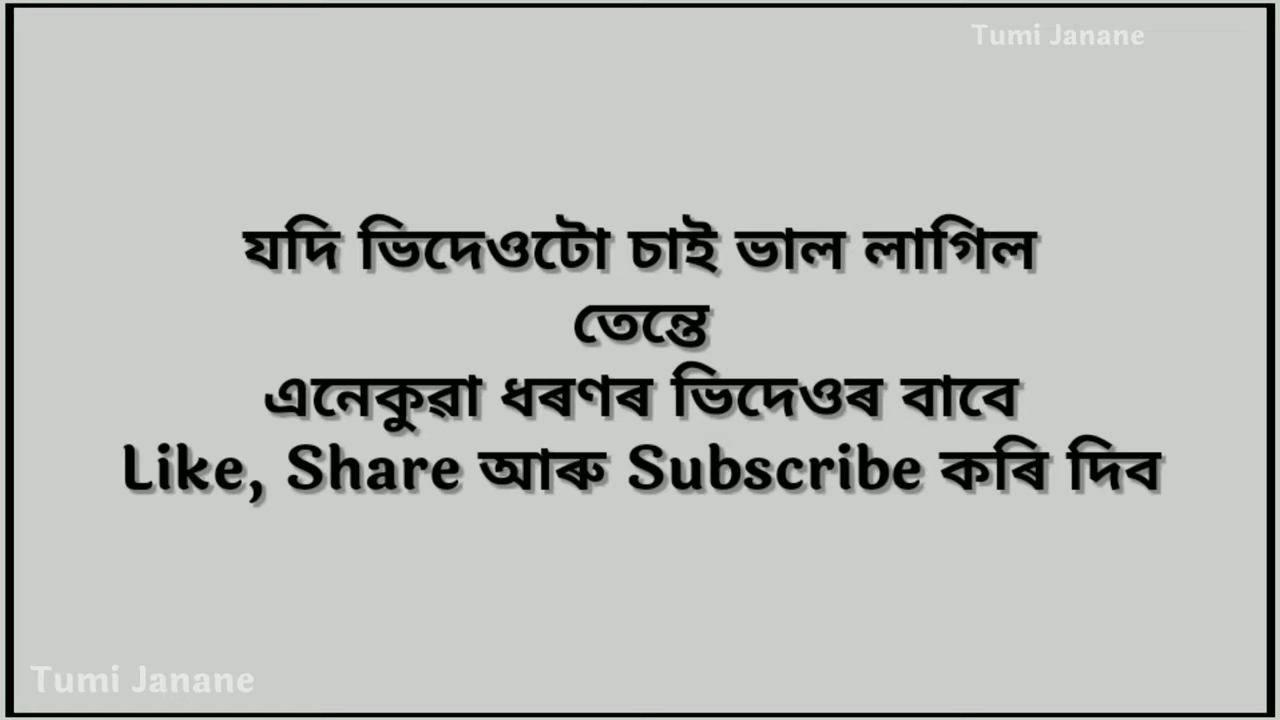 Tumi Janane
যদি ভিদেওটো চাই ভাল লাগিল
তেন্তে
এনেকুৱা ধৰণৰ ভিদেওৰ বাবে
Like, Share আৰু Subscribe কৰি দিব
Tumi Janane